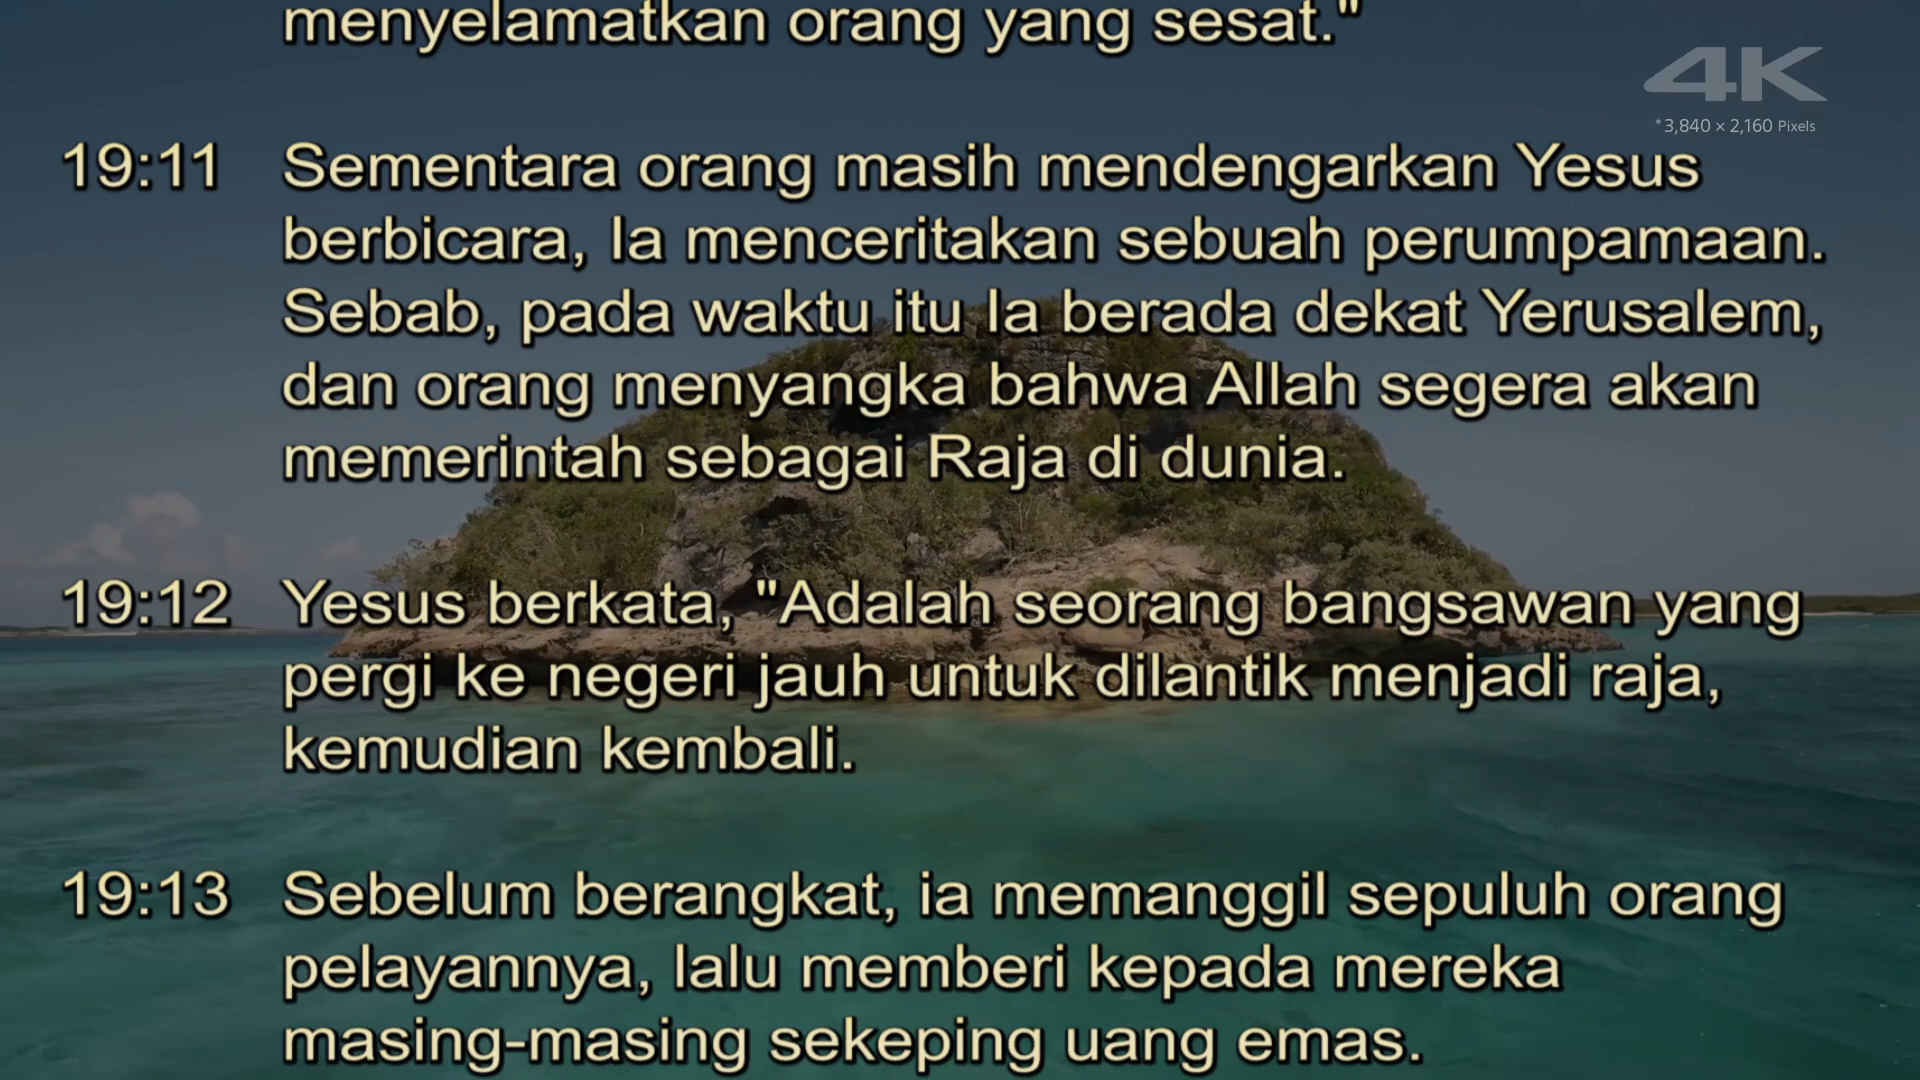 menyelamatkan orang yang sesat."
4K
*3,840 × 2,160 Pixels
19:11 Sementara orang masih mendengarkan Yesus
berbicara, Ia menceritakan sebuah perumpamaan.
Sebab, pada waktu itu Ia berada dekat Yerusalem,
dan orang menyangka bahwa Allah segera akan
memerintah sebagai Raja di dunia.
19:12 Yesus berkata, "Adalah seorang bangsawan yang
pergi ke negeri jauh untuk dilantik menjadi raja,
kemudian kembali.
19:13 Sebelum berangkat, ia memanggil sepuluh orang
pelayannya, lalu memberi kepada mereka
masing-masing sekeping uang emas.